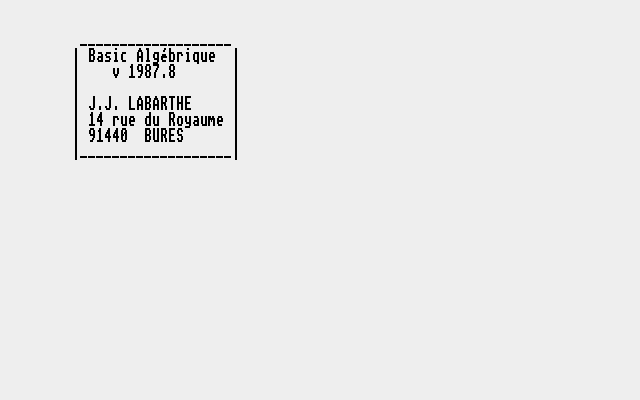 Basic Algébrique
v 1987.8
J.J. LABARTHE
14 rue du Royaume
91440  BURES